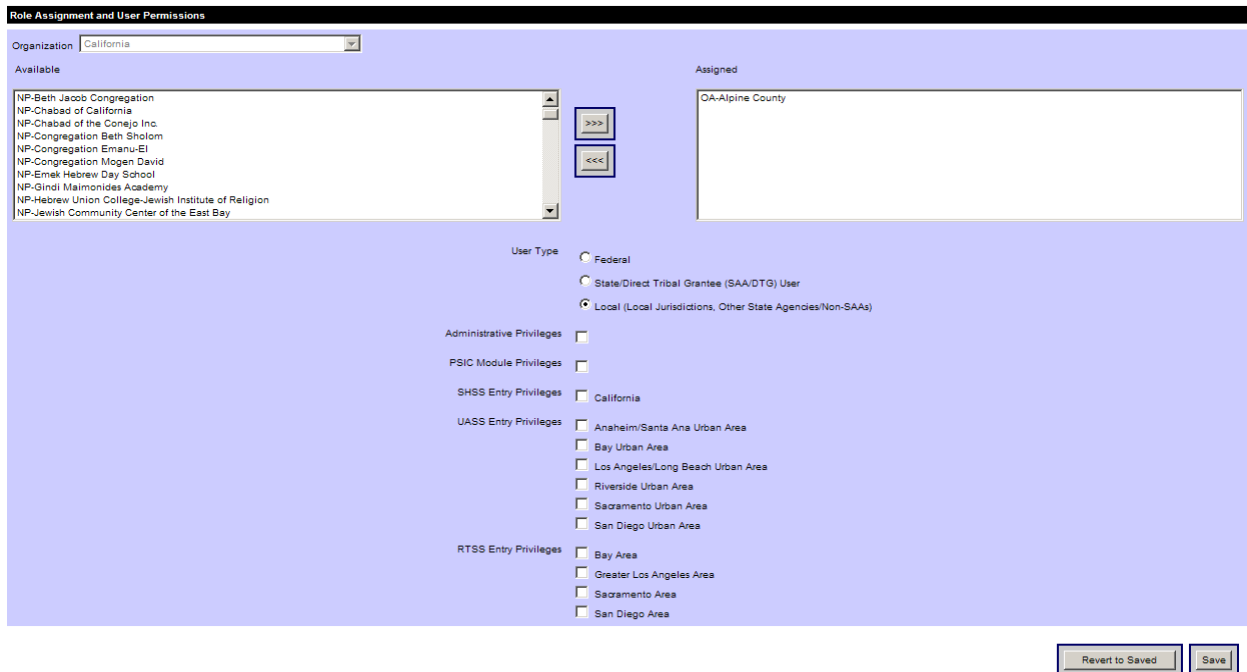 Role Assignment and User Permissions
Organization California
Available Assigned
NP-Beth Jacob Congregation
NP-Chabad of California
NP-Chabad of the Conejo Inc.
NP-Congregation Beth Sholom
NP-Congregation Emanu-El
NP-Congregation Mogen David
NP-Emek Hebrew Day School
NP-Gindi Maimonides Academy
NP-Hebrew Union College-Jewish Institute of Religion
NP-Jewish Community Center of the East Bay
>>>
<<<
OA-Alpine County
User Type Federal
State/Direct Tribal Grantee (SAA/DTG) User
Local (Local Jurisdictions, Other State Agencies/Non-SAAs)
Administrative Privileges
PSIC Module Privileges
SHSS Entry Privileges California
UASS Entry Privileges Anaheim/Santa Ana Urban Area
Bay Urban Area
Los Angeles/Long Beach Urban Area
Riverside Urban Area
Sacramento Urban Area
San Diego Urban Area
RTSS Entry Privileges Bay Area
Greater Los Angeles Area
Sacramento Area
San Diego Area
Revert to Saved Save